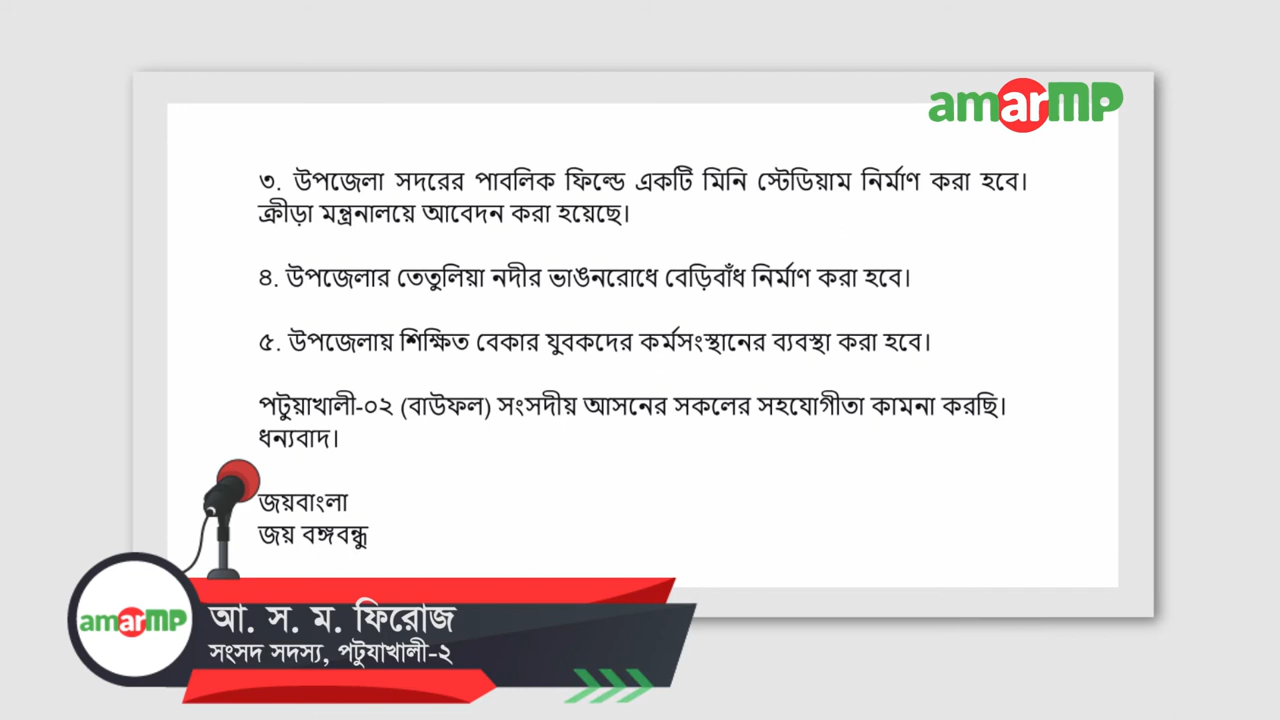 amarMP
৩. উপজেলা সদরের পাবলিক ফিল্ডে একটি মিনি স্টেডিয়াম নির্মাণ করা হবে।
ক্রীড়া মন্ত্রনালয়ে আবেদন করা হয়েছে।
৪. উপজেলার তেতুলিয়া নদীর ভাঙনরোধে বেড়িবাঁধ নির্মাণ করা হবে।
৫. উপজেলায় শিক্ষিত বেকার যুবকদের কর্মসংস্থানের ব্যবস্থা করা হবে।
পটুয়াখালী-০২ (বাউফল) সংসদীয় আসনের সকলের সহযোগীতা কামনা করছি।
ধন্যবাদ।
জয়বাংলা
জয় বঙ্গবন্ধু
amarMP
আ. স. ম. ফিরোজ
সংসদ সদস্য, পটুযাখালী-২